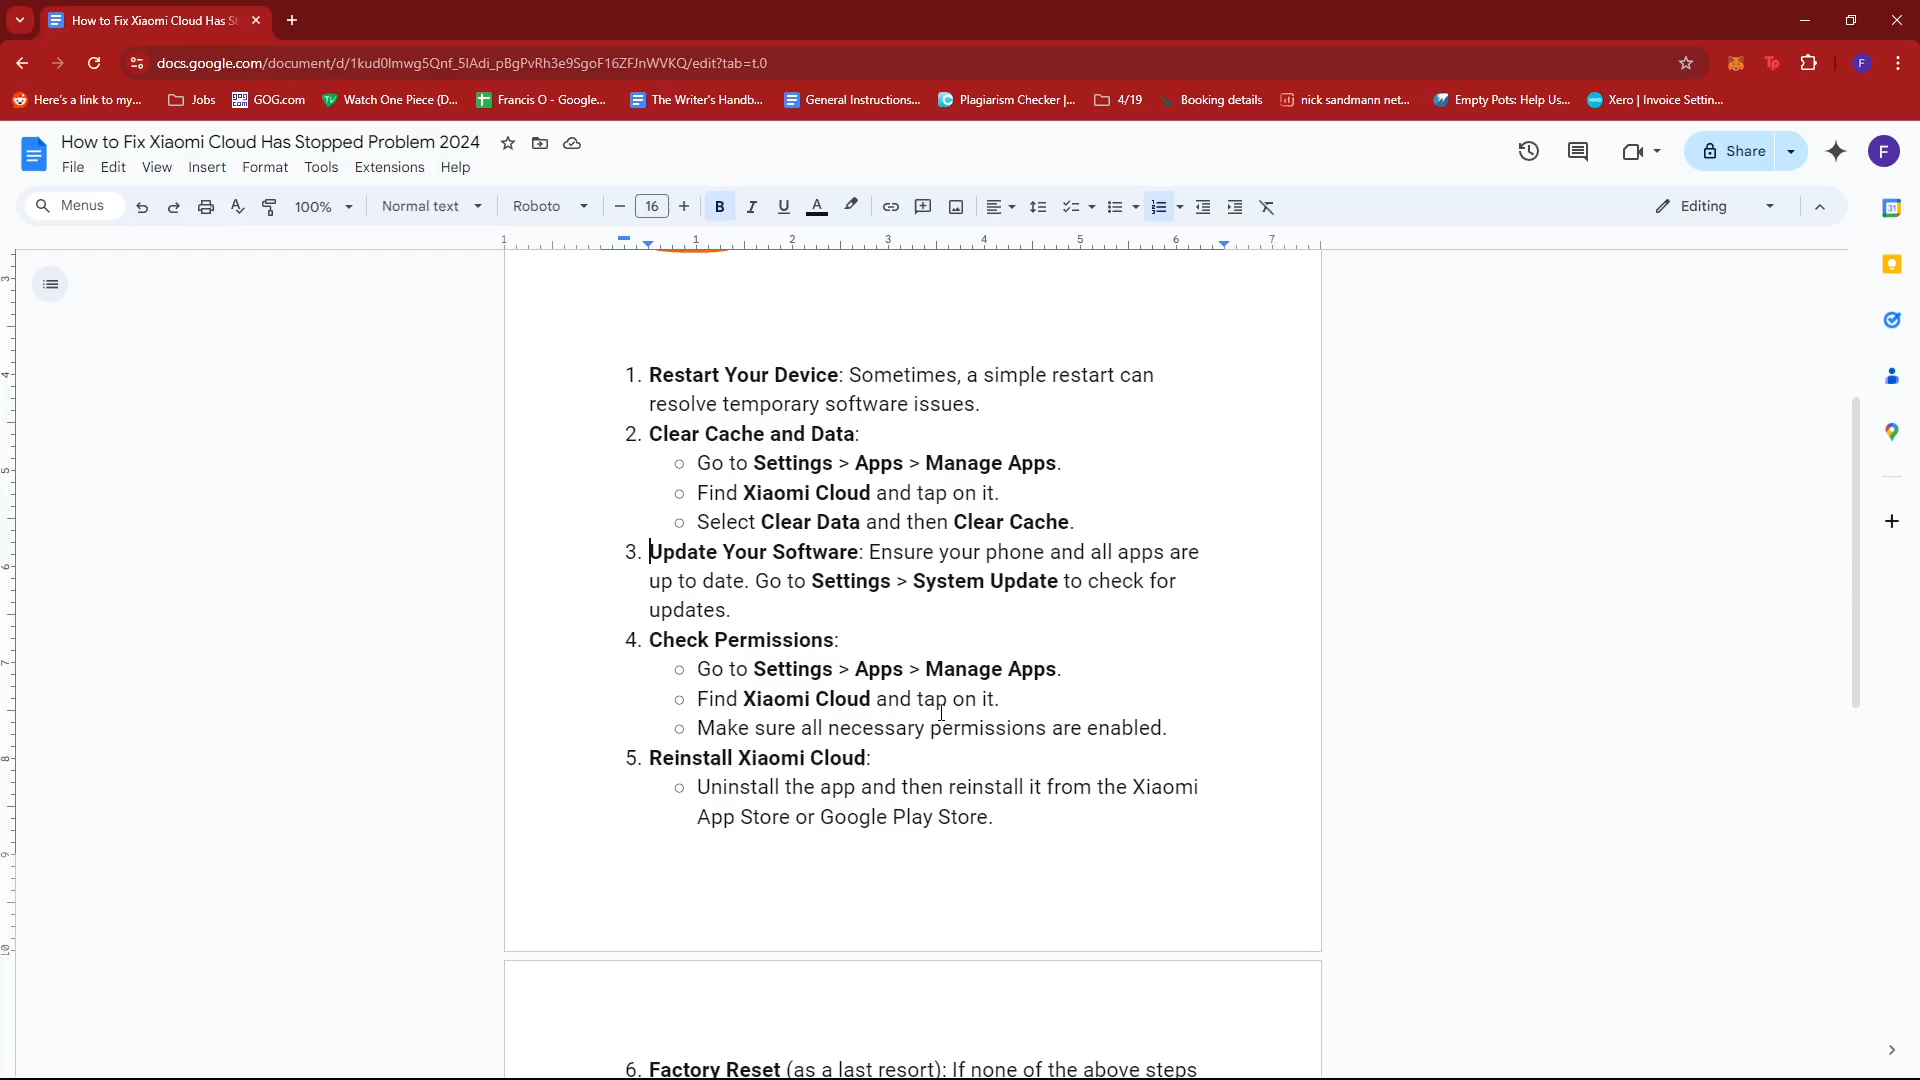 How to Fix Xiaomi Cloud Has St
docs.google.com/document/d/1kud0lmwg5Qnf_5lAdi_pBgPvRh3e9SgoF16ZFJnWVKQ/edit?tab=t.0
Here's a link to my... Jobs GOG.com Watch One Piece (D... Francis O - Google... The Writer's Handb... General Instructions... Plagiarism Checker |... 4/19 Booking details nick sandmann net... Empty Pots: Help Us... Xero | Invoice Settin...
How to Fix Xiaomi Cloud Has Stopped Problem 2024
File Edit View Insert Format Tools Extensions Help
Share
F
Menus 100% Normal text Roboto 16 B I U A Editing
1 1 2 3 4 5 6 7
1. Restart Your Device: Sometimes, a simple restart can
resolve temporary software issues.
2. Clear Cache and Data:
○ Go to Settings > Apps > Manage Apps.
○ Find Xiaomi Cloud and tap on it.
○ Select Clear Data and then Clear Cache.
3. Update Your Software: Ensure your phone and all apps are
up to date. Go to Settings > System Update to check for
updates.
4. Check Permissions:
○ Go to Settings > Apps > Manage Apps.
○ Find Xiaomi Cloud and tap on it.
○ Make sure all necessary permissions are enabled.
5. Reinstall Xiaomi Cloud:
○ Uninstall the app and then reinstall it from the Xiaomi
App Store or Google Play Store.
6. Factory Reset (as a last resort): If none of the above steps